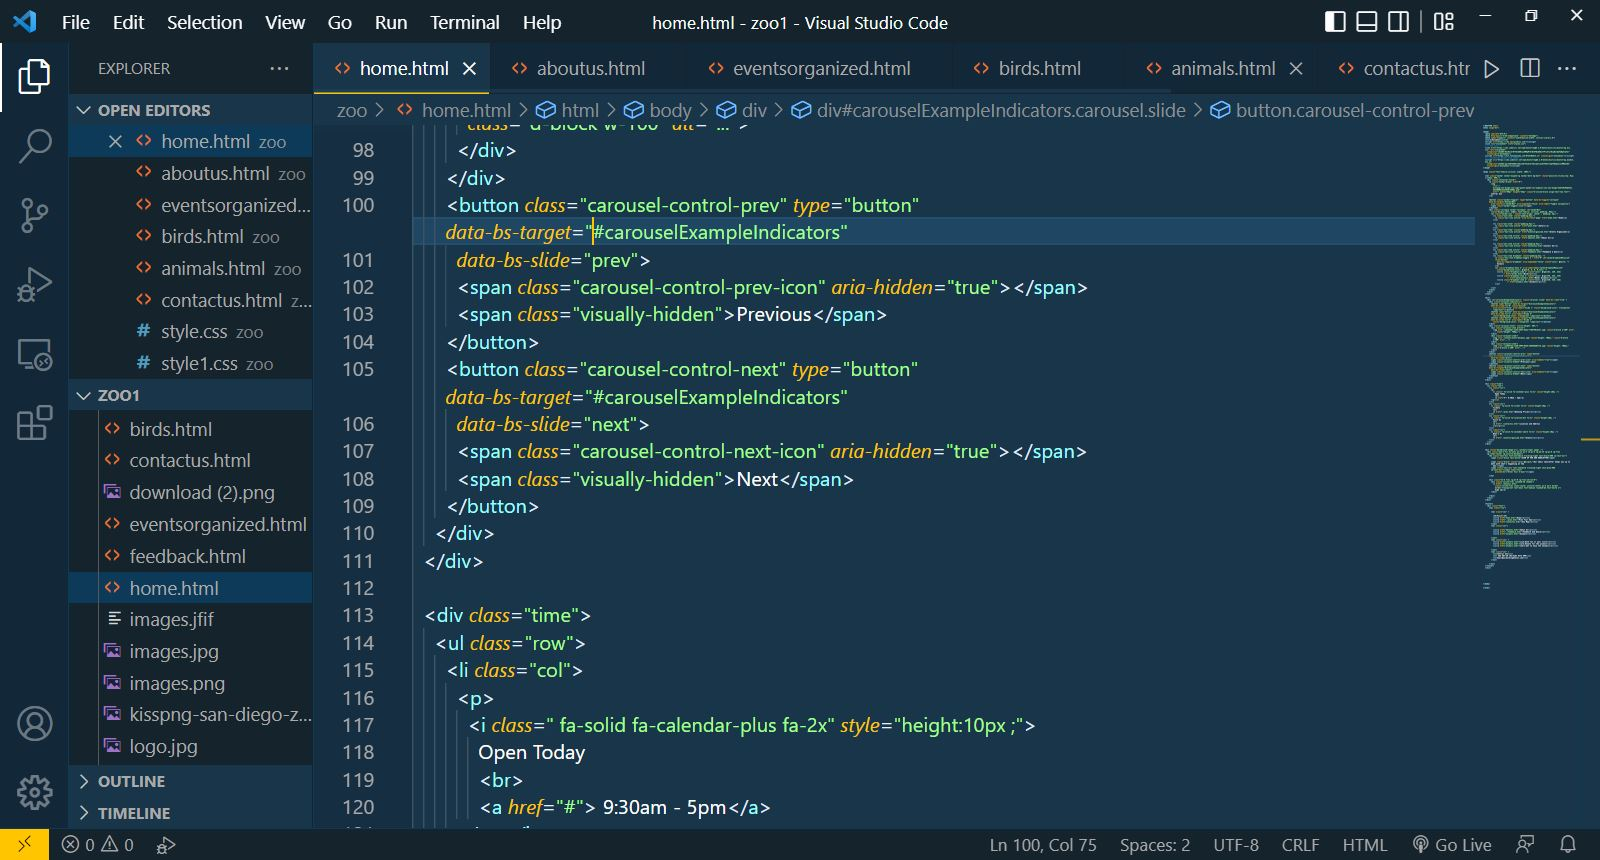 File Edit Selection View Go Run Terminal Help
home.html - zoo1 - Visual Studio Code
EXPLORER
OPEN EDITORS
home.html zoo
aboutus.html zoo
eventsorganized...
birds.html zoo
animals.html zoo
contactus.html z...
# style.css zoo
# style1.css zoo
ZOO1
birds.html
contactus.html
download (2).png
eventsorganized.html
feedback.html
home.html
images.jfif
images.jpg
images.png
kisspng-san-diego-z...
logo.jpg
OUTLINE
TIMELINE
home.html aboutus.html eventsorganized.html birds.html animals.html contactus.htr
zoo > home.html > html > body > div > div#carouselExampleIndicators.carousel.slide > button.carousel-control-prev
class="d-block w-100" alt="...">
98 </div>
99 </div>
100 <button class="carousel-control-prev" type="button"
data-bs-target="#carouselExampleIndicators"
101 data-bs-slide="prev">
102 <span class="carousel-control-prev-icon" aria-hidden="true"></span>
103 <span class="visually-hidden">Previous</span>
104 </button>
105 <button class="carousel-control-next" type="button"
data-bs-target="#carouselExampleIndicators"
106 data-bs-slide="next">
107 <span class="carousel-control-next-icon" aria-hidden="true"></span>
108 <span class="visually-hidden">Next</span>
109 </button>
110 </div>
111 </div>
112
113 <div class="time">
114 <ul class="row">
115 <li class="col">
116 <p>
117 <i class=" fa-solid fa-calendar-plus fa-2x" style="height:10px ;">
118 Open Today
119 <br>
120 <a href="#"> 9:30am - 5pm</a>
0 0
Ln 100, Col 75 Spaces: 2 UTF-8 CRLF HTML Go Live